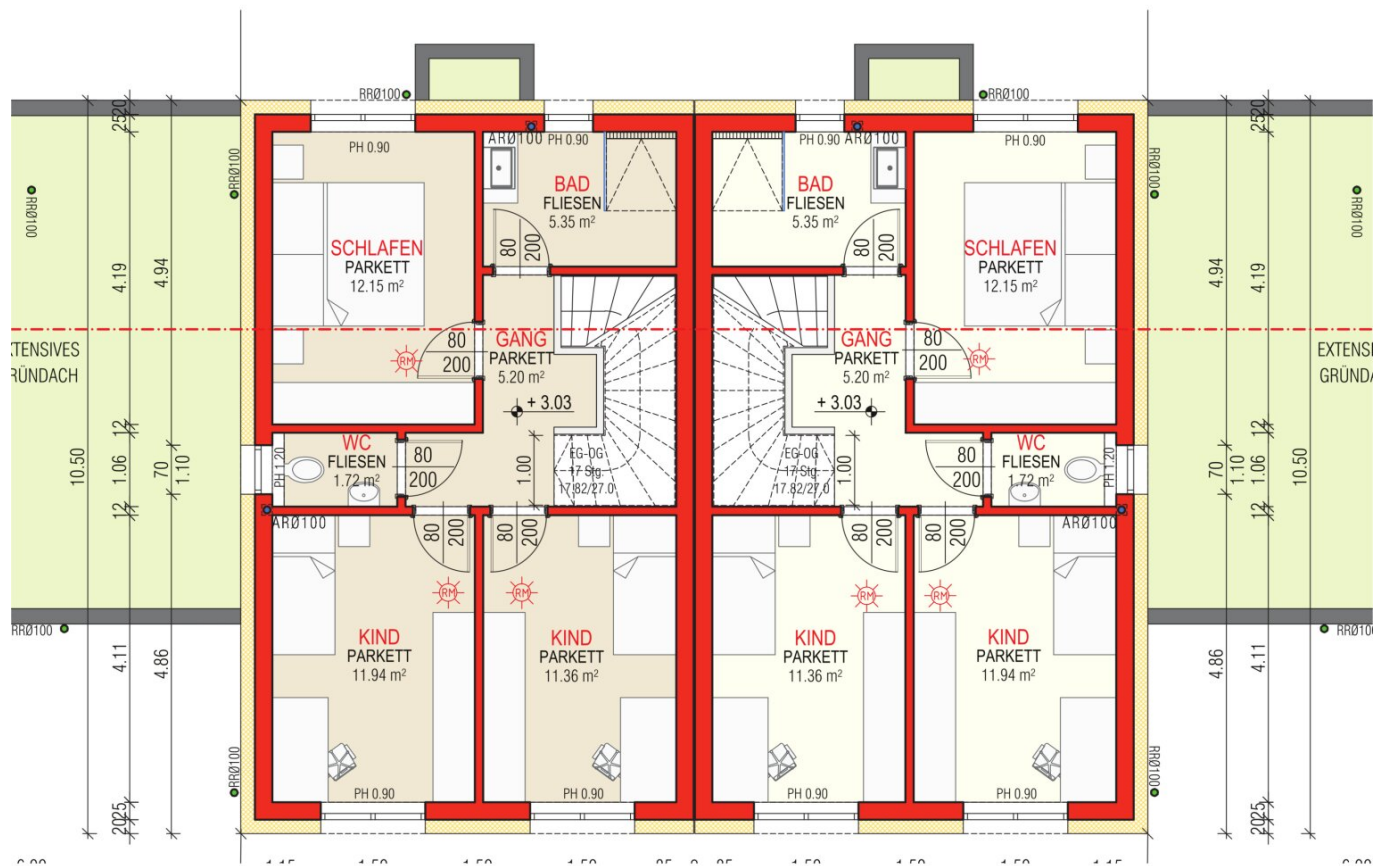 RRØ100
RRØ100
2520
4.19
4.94
12
10.50
1.06
70
1.10
12
4.11
4.86
2025
RRØ100
RRØ100
RRØ100
RRØ100
PH 0.90
ARØ100
PH 0.90
PH 0.90
ARØ100
PH 0.90
BAD
FLIESEN
5.35 m²
80
200
BAD
FLIESEN
5.35 m²
80
200
SCHLAFEN
PARKETT
12.15 m²
SCHLAFEN
PARKETT
12.15 m²
GANG
PARKETT
5.20 m²
80
200
RM
+ 3.03
GANG
PARKETT
5.20 m²
80
200
RM
+ 3.03
WC
FLIESEN
1.72 m²
PH 1.20
80
200
EG-OG
17 Stg.
17.82/27.0
1.00
EG-OG
17 Stg.
17.82/27.0
1.00
80
200
WC
FLIESEN
1.72 m²
PH 1.20
ARØ100
80
200
80
200
80
200
80
200
ARØ100
RM
RM
RM
RM
KIND
PARKETT
11.94 m²
KIND
PARKETT
11.36 m²
KIND
PARKETT
11.36 m²
KIND
PARKETT
11.94 m²
PH 0.90
PH 0.90
PH 0.90
PH 0.90
RRØ100
RRØ100
RRØ100
RRØ100
2520
4.94
4.19
12
70
1.10
1.06
10.50
12
4.86
4.11
2025